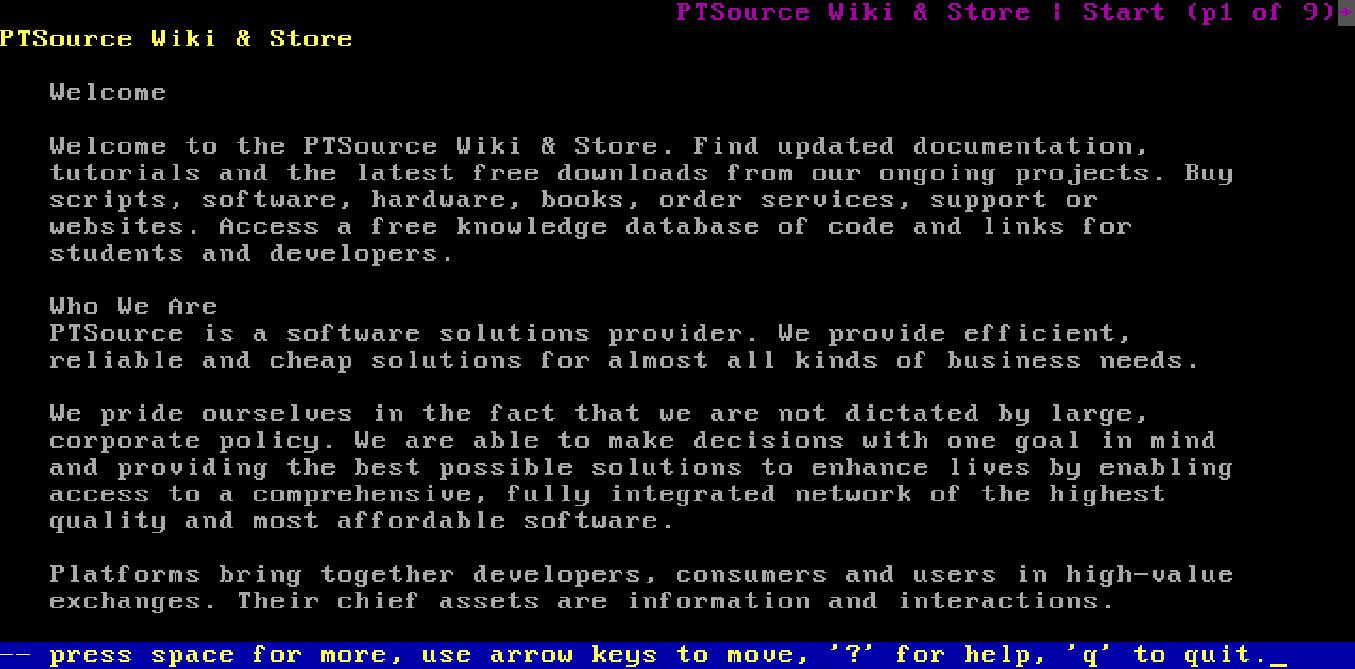 PTSource Wiki & Store | Start (p1 of 9)
PTSource Wiki & Store
Welcome
Welcome to the PTSource Wiki & Store. Find updated documentation,
tutorials and the latest free downloads from our ongoing projects. Buy
scripts, software, hardware, books, order services, support or
websites. Access a free knowledge database of code and links for
students and developers.
Who We Are
PTSource is a software solutions provider. We provide efficient,
reliable and cheap solutions for almost all kinds of business needs.
We pride ourselves in the fact that we are not dictated by large,
corporate policy. We are able to make decisions with one goal in mind
and providing the best possible solutions to enhance lives by enabling
access to a comprehensive, fully integrated network of the highest
quality and most affordable software.
Platforms bring together developers, consumers and users in high-value
exchanges. Their chief assets are information and interactions.
-- press space for more, use arrow keys to move, '?' for help, 'q' to quit._